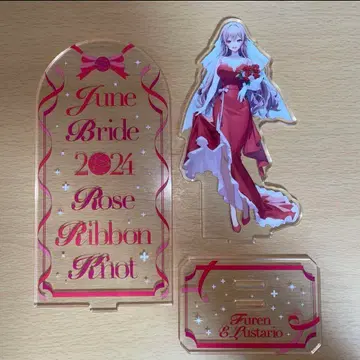 June
Bride
2024
Rose
Ribbon
Knot
Furen
E Lustario